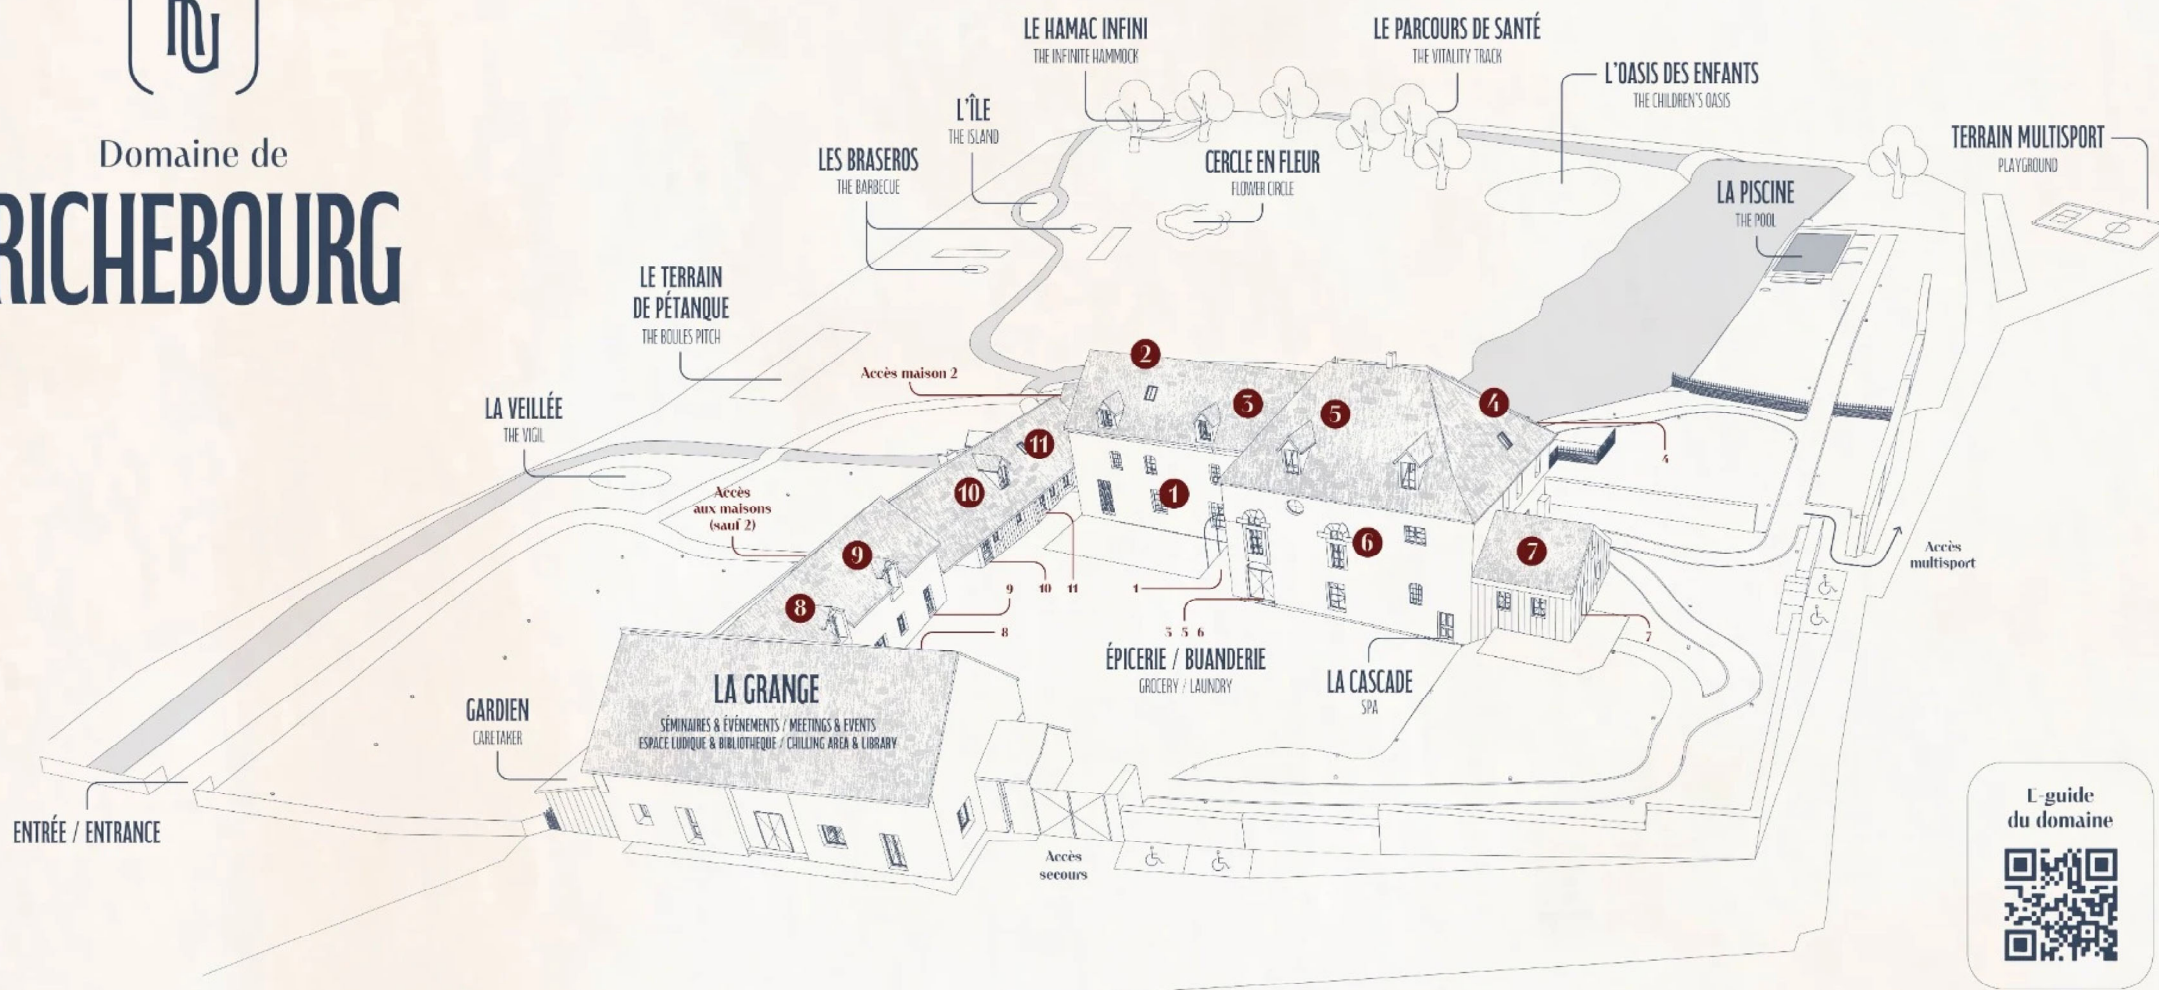 Domaine de
RICHEBOURG
LE HAMAC INFINI
THE INFINITE HAMMOCK
LE PARCOURS DE SANTÉ
THE VITALITY TRACK
L'OASIS DES ENFANTS
THE CHILDREN'S OASIS
L'ÎLE
THE ISLAND
TERRAIN MULTISPORT
PLAYGROUND
LES BRASEROS
THE BARBECUE
CERCLE EN FLEUR
FLOWER CIRCLE
LA PISCINE
THE POOL
LE TERRAIN
DE PÉTANQUE
THE BOULES PITCH
Accès maison 2
LA VEILLÉE
THE VIGIL
Accès
aux maisons
(sauf 2)
2
3
5
4
11
10
1
9
6
7
8
4
Accès
multisport
9
10
11
1
8
3 5 6
7
ÉPICERIE / BUANDERIE
GROCERY / LAUNDRY
LA CASCADE
SPA
LA GRANGE
SÉMINAIRES & ÉVÉNEMENTS / MEETINGS & EVENTS
ESPACE LUDIQUE & BIBLIOTHEQUE / CHILLING AREA & LIBRARY
GARDIEN
CARETAKER
ENTRÉE / ENTRANCE
Accès
secours
E-guide
du domaine